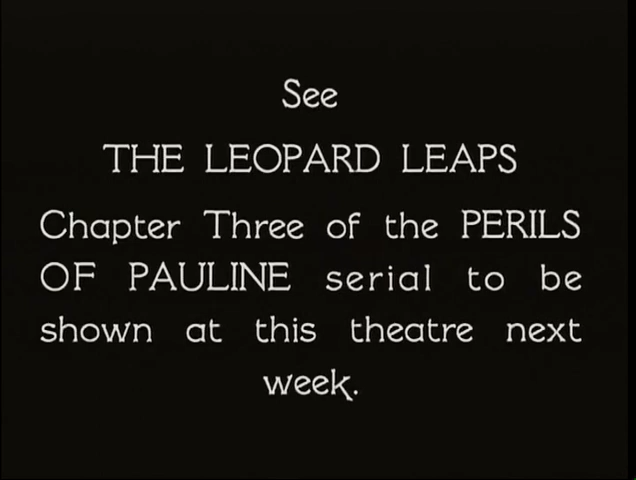 See
THE LEOPARD LEAPS
Chapter Three of the PERILS
OF PAULINE serial to be
shown at this theatre next
week.